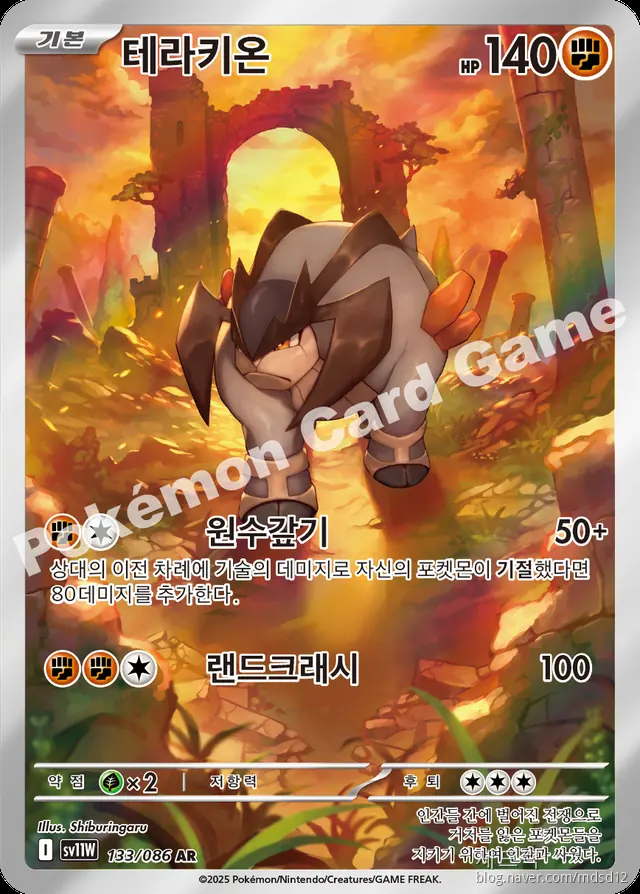 기본
테라키온
HP 140
Pokémon Card Game
원수갚기 50+
상대의 이전 차례에 기술의 데미지로 자신의 포켓몬이 기절했다면
80데미지를 추가한다.
랜드크래시 100
약점 ×2 저항력 후퇴
Illus. Shiburingaru
인간들 간에 벌어진 전쟁으로
거처를 잃은 포켓몬들을
지키기 위하여 인간과 싸웠다.
I sv11W 133/086 AR
©2025 Pokémon/Nintendo/Creatures/GAME FREAK.
blog.naver.com/mdsd12